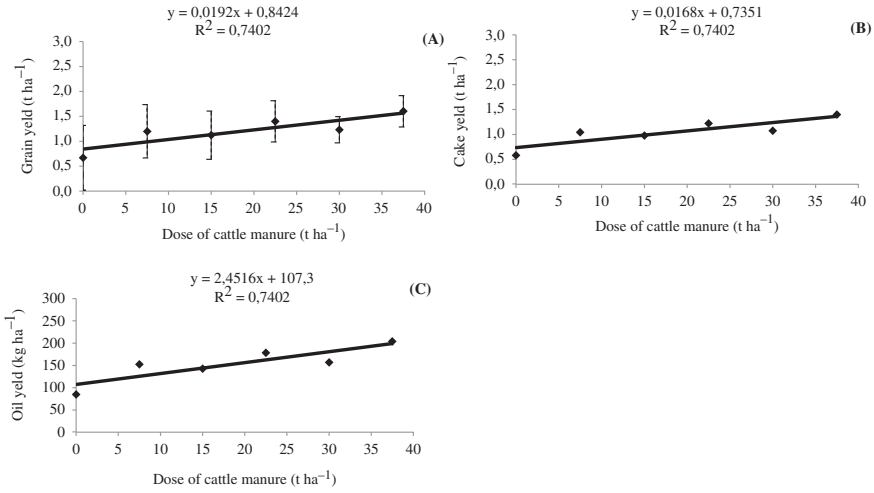 y = 0,0192x + 0,8424
R² = 0,7402
(A)
3,0
2,5
2,0
1,5
1,0
0,5
0,0
Grain yeld (t ha⁻¹)
0 5 10 15 20 25 30 35 40
Dose of cattle manure (t ha⁻¹)
y = 0,0168x + 0,7351
R² = 0,7402
(B)
3,0
2,5
2,0
1,5
1,0
0,5
0,0
Cake yeld (t ha⁻¹)
0 5 10 15 20 25 30 35 40
Dose of cattle manure (t ha⁻¹)
y = 2,4516x + 107,3
R² = 0,7402
(C)
300
200
150
100
50
0
Oil yeld (kg ha⁻¹)
0 5 10 15 20 25 30 35 40
Dose of cattle manure (t ha⁻¹)